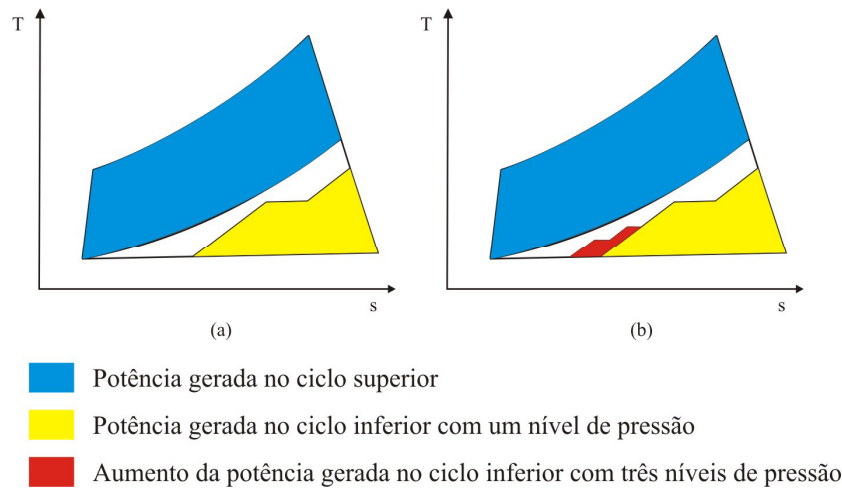 T
T
s
s
(a)
(b)
Potência gerada no ciclo superior
Potência gerada no ciclo inferior com um nível de pressão
Aumento da potência gerada no ciclo inferior com três níveis de pressão